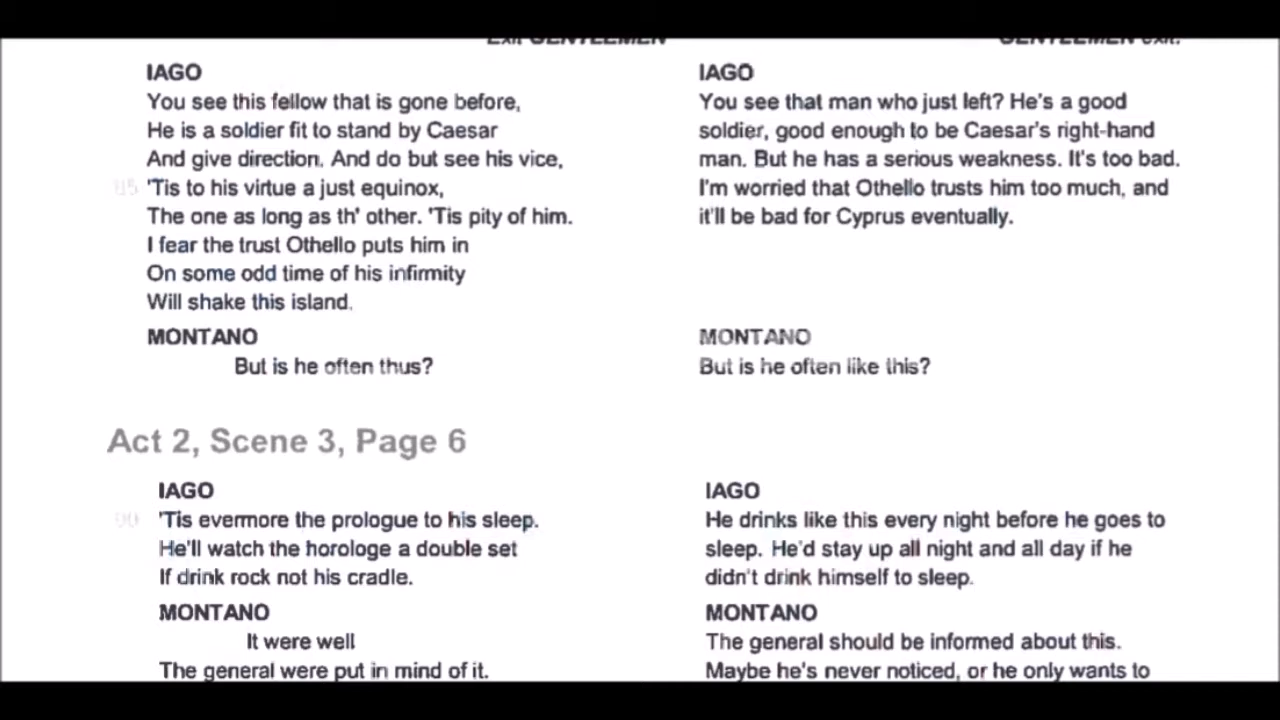 Exit GENTLEMEN
GENTLEMEN exit.
IAGO
You see this fellow that is gone before,
He is a soldier fit to stand by Caesar
And give direction. And do but see his vice,
85 'Tis to his virtue a just equinox,
The one as long as th' other. 'Tis pity of him.
I fear the trust Othello puts him in
On some odd time of his infirmity
Will shake this island.
MONTANO
But is he often thus?
IAGO
You see that man who just left? He's a good
soldier, good enough to be Caesar's right-hand
man. But he has a serious weakness. It's too bad.
I'm worried that Othello trusts him too much, and
it'll be bad for Cyprus eventually.
MONTANO
But is he often like this?
Act 2, Scene 3, Page 6
IAGO
90 'Tis evermore the prologue to his sleep.
He'll watch the horologe a double set
If drink rock not his cradle.
MONTANO
It were well
The general were put in mind of it.
IAGO
He drinks like this every night before he goes to
sleep. He'd stay up all night and all day if he
didn't drink himself to sleep.
MONTANO
The general should be informed about this.
Maybe he's never noticed, or he only wants to